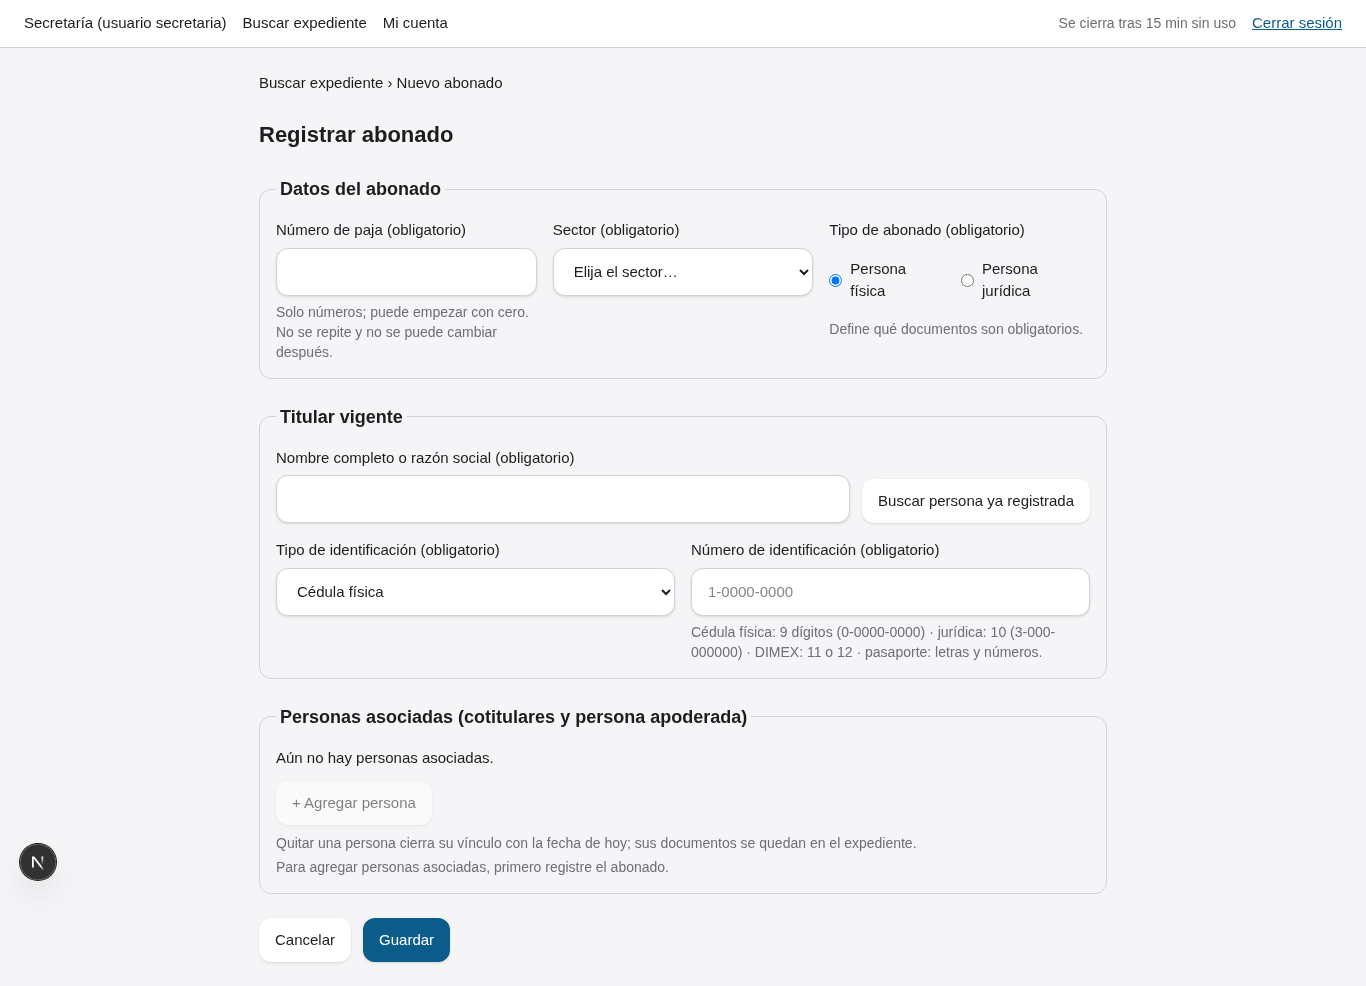 Secretaría (usuario secretaria) Buscar expediente Mi cuenta Se cierra tras 15 min sin uso Cerrar sesión
Buscar expediente › Nuevo abonado
Registrar abonado
Datos del abonado
Número de paja (obligatorio) Sector (obligatorio) Tipo de abonado (obligatorio)
Elija el sector…
Persona física
Persona jurídica
Solo números; puede empezar con cero.
No se repite y no se puede cambiar
después.
Define qué documentos son obligatorios.
Titular vigente
Nombre completo o razón social (obligatorio)
Buscar persona ya registrada
Tipo de identificación (obligatorio) Número de identificación (obligatorio)
Cédula física 1-0000-0000
Cédula física: 9 dígitos (0-0000-0000) · jurídica: 10 (3-000-
000000) · DIMEX: 11 o 12 · pasaporte: letras y números.
Personas asociadas (cotitulares y persona apoderada)
Aún no hay personas asociadas.
+ Agregar persona
Quitar una persona cierra su vínculo con la fecha de hoy; sus documentos se quedan en el expediente.
Para agregar personas asociadas, primero registre el abonado.
N
Cancelar Guardar